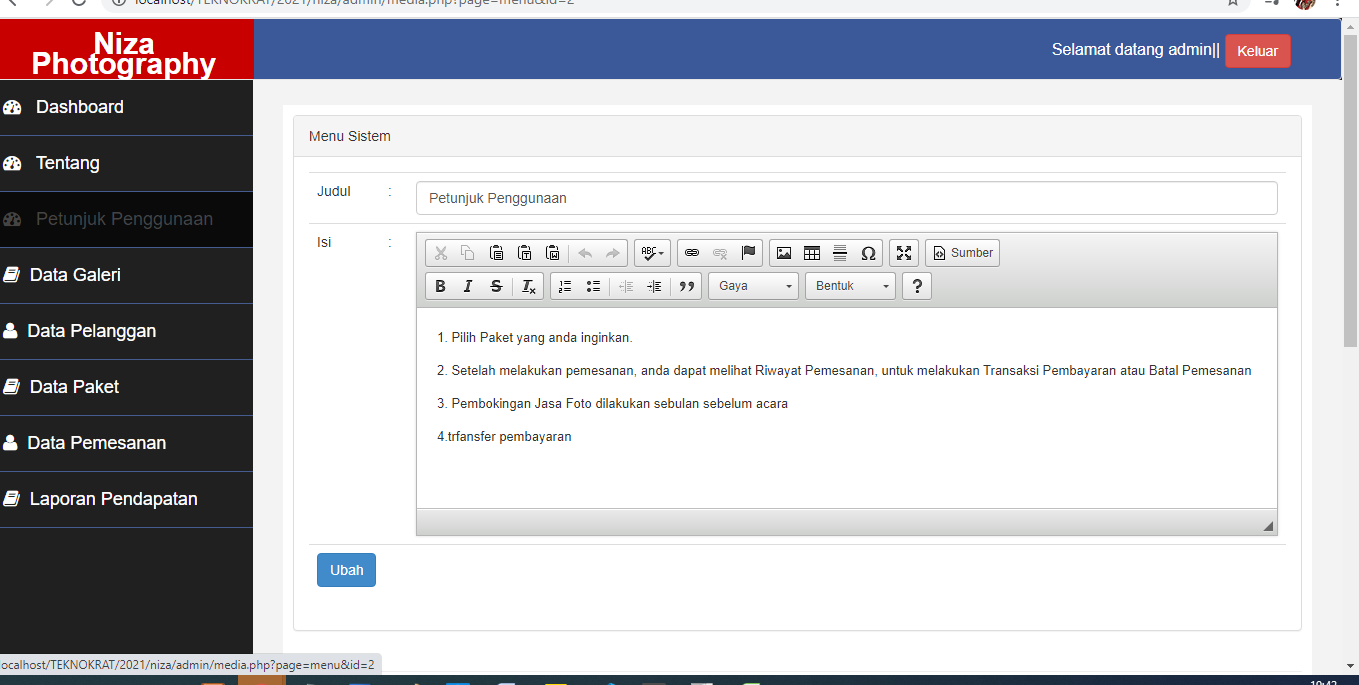 localhost/TEKNOKRAT/2021/niza/admin/media.php?page=menu&id=2
Niza
Photography
Selamat datang admin||
Keluar
Dashboard
Tentang
Petunjuk Penggunaan
Data Galeri
Data Pelanggan
Data Paket
Data Pemesanan
Laporan Pendapatan
Menu Sistem
Judul :
Petunjuk Penggunaan
Isi :
ABC
Sumber
B I S Tx
Gaya
Bentuk
?
1. Pilih Paket yang anda inginkan.
2. Setelah melakukan pemesanan, anda dapat melihat Riwayat Pemesanan, untuk melakukan Transaksi Pembayaran atau Batal Pemesanan
3. Pembokingan Jasa Foto dilakukan sebulan sebelum acara
4.trfansfer pembayaran
Ubah
localhost/TEKNOKRAT/2021/niza/admin/media.php?page=menu&id=2